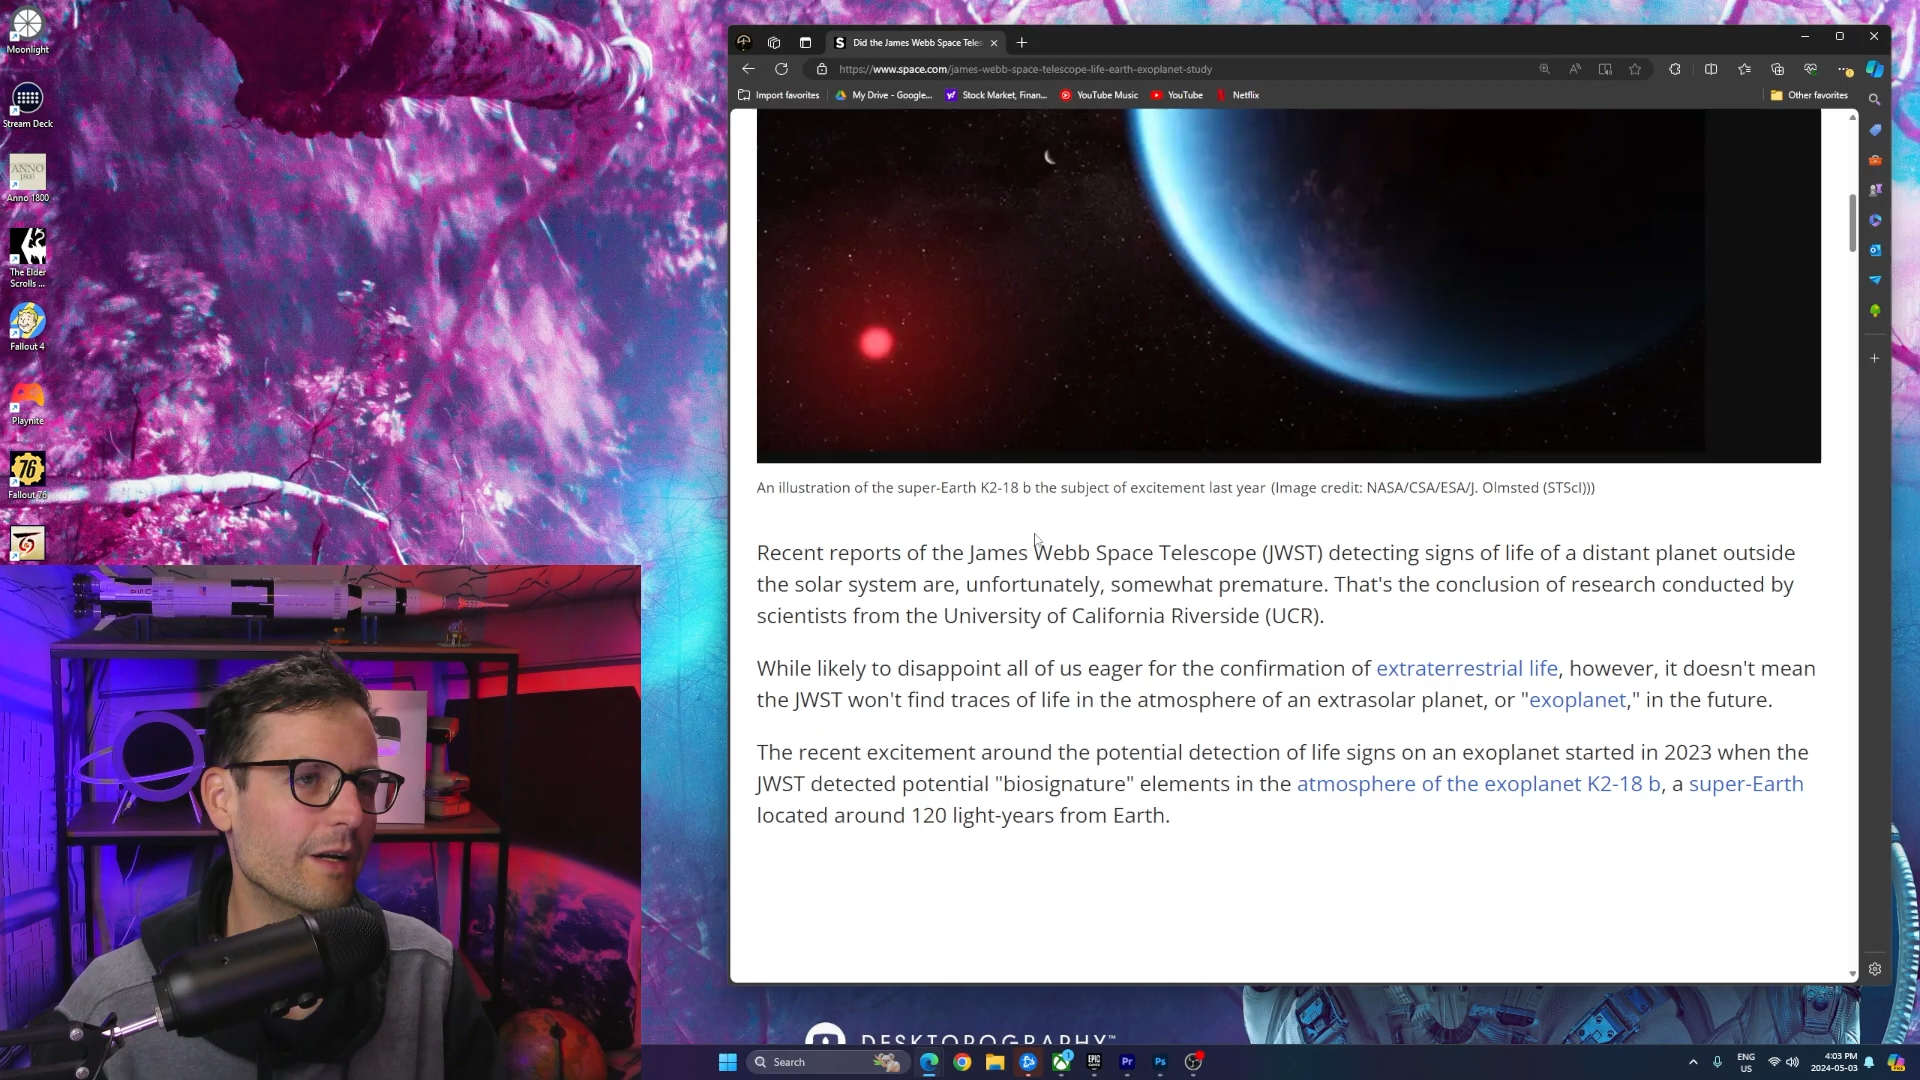 Moonlight
Stream Deck
ANNO
1800
Anno 1800
The Elder
Scrolls ...
Fallout 4
Playnite
76
Fallout 76
Did the James Webb Space Teles
https://www.space.com/james-webb-space-telescope-life-earth-exoplanet-study
Import favorites
My Drive - Google...
Stock Market, Finan...
YouTube Music
YouTube
Netflix
Other favorites
An illustration of the super-Earth K2-18 b the subject of excitement last year (Image credit: NASA/CSA/ESA/J. Olmsted (STScI)))
Recent reports of the James Webb Space Telescope (JWST) detecting signs of life of a distant planet outside
the solar system are, unfortunately, somewhat premature. That's the conclusion of research conducted by
scientists from the University of California Riverside (UCR).
While likely to disappoint all of us eager for the confirmation of extraterrestrial life, however, it doesn't mean
the JWST won't find traces of life in the atmosphere of an extrasolar planet, or "exoplanet," in the future.
The recent excitement around the potential detection of life signs on an exoplanet started in 2023 when the
JWST detected potential "biosignature" elements in the atmosphere of the exoplanet K2-18 b, a super-Earth
located around 120 light-years from Earth.
DESKTOPOGRAPHY™
Search
EPIC
Pr
Ps
ENG
US
4:03 PM
2024-05-03